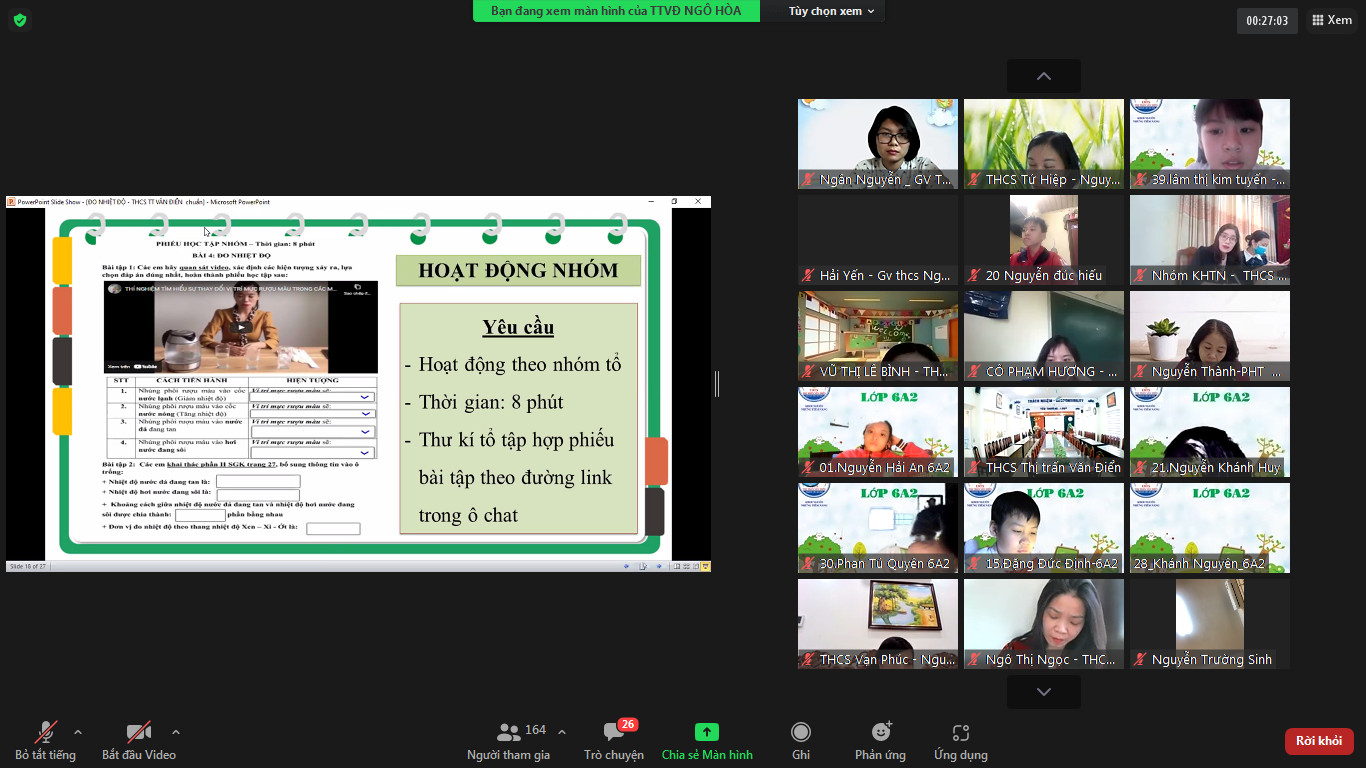 Bạn đang xem màn hình của TTVĐ NGÔ HÒA
Tùy chọn xem
00:27:03
Xem
PowerPoint Slide Show - [ĐO NHIỆT ĐỘ - THCS TT VĂN ĐIỂN chuẩn] - Microsoft PowerPoint
PHIẾU HỌC TẬP NHÓM – Thời gian: 8 phút
BÀI 4: ĐO NHIỆT ĐỘ
Bài tập 1: Các em hãy quan sát video, xác định các hiện tượng xảy ra, lựa
chọn đáp án đúng nhất, hoàn thành phiếu học tập sau:
THÍ NGHIỆM TÌM HIỂU SỰ THAY ĐỔI VỊ TRÍ MỰC RƯỢU MÀU TRONG CÁC M...
Xem trên YouTube
STT CÁCH TIẾN HÀNH HIỆN TƯỢNG
1. Nhúng phôi rượu màu vào cốc
nước lạnh (Giảm nhiệt độ)
Vị trí mực rượu màu sẽ:
2. Nhúng phôi rượu màu vào cốc
nước nóng (Tăng nhiệt độ)
Vị trí mực rượu màu sẽ:
3. Nhúng phôi rượu màu vào nước
đá đang tan
Vị trí mực rượu màu sẽ:
4. Nhúng phôi rượu màu vào hơi
nước đang sôi
Vị trí mực rượu màu sẽ:
Bài tập 2: Các em khai thác phần II SGK trang 27, bổ sung thông tin vào ô
trống:
+ Nhiệt độ nước đá đang tan là:
+ Nhiệt độ hơi nước đang sôi là:
+ Khoảng cách giữa nhiệt độ nước đá đang tan và nhiệt độ hơi nước đang
sôi được chia thành: phần bằng nhau
+ Đơn vị đo nhiệt độ theo thang nhiệt độ Xen – Xi - Ớt là:
HOẠT ĐỘNG NHÓM
Yêu cầu
- Hoạt động theo nhóm tổ
- Thời gian: 8 phút
- Thư kí tổ tập hợp phiếu
bài tập theo đường link
trong ô chat
Slide 18 of 27
Ngân Nguyễn _ GV T...
THCS Tứ Hiệp - Nguy...
39.lâm thị kim tuyến -...
Hải Yến - Gv thcs Ng...
20 Nguyễn đức hiếu
Nhóm KHTN - THCS ...
VŨ THỊ LÊ BÌNH - TH...
CÔ PHẠM HƯƠNG - ...
Nguyễn Thành-PHT ...
LỚP 6A2
01.Nguyễn Hải An 6A2
THCS Thị trấn Văn Điển
LỚP 6A2
21.Nguyễn Khánh Huy
LỚP 6A2
30.Phan Tú Quyên 6A2
LỚP 6A2
15.Đặng Đức Định-6A2
LỚP 6A2
28_Khánh Nguyên_6A2
THCS Vạn Phúc - Ngu...
Ngô Thị Ngọc - THC...
Nguyễn Trường Sinh
Bỏ tắt tiếng
Bắt đầu Video
164
Người tham gia
26
Trò chuyện
Chia sẻ Màn hình
Ghi
Phản ứng
Ứng dụng
Rời khỏi